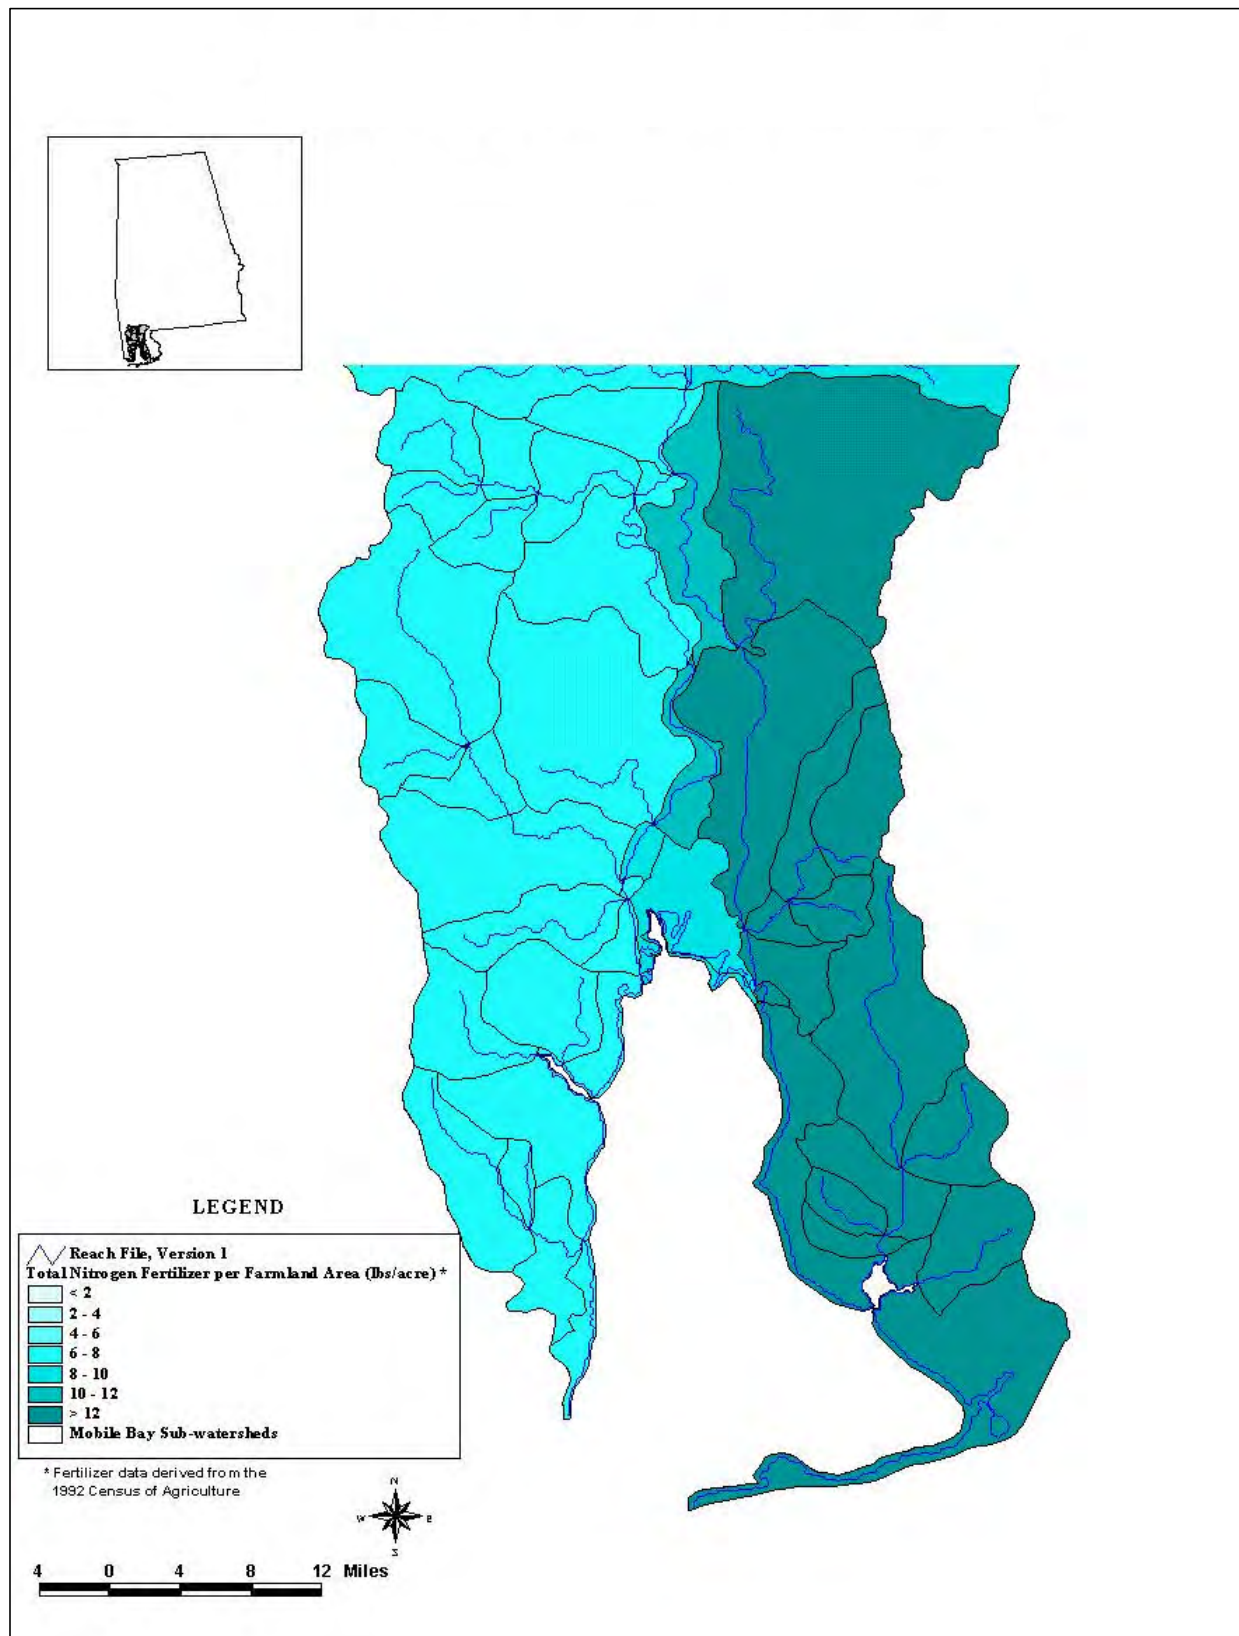 LEGEND
Reach File, Version 1
Total Nitrogen Fertilizer per Farmland Area (lbs/acre) *
< 2
2 - 4
4 - 6
6 - 8
8 - 10
10 - 12
> 12
Mobile Bay Sub-watersheds
* Fertilizer data derived from the
1992 Census of Agriculture
N
W E
S
4 0 4 8 12 Miles